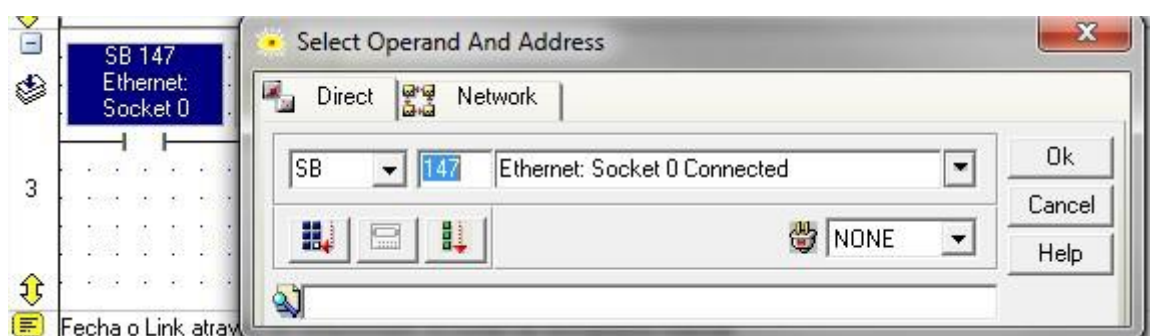 SB 147
Ethernet:
Socket 0
3
Fecha o Link atrav
Select Operand And Address
Direct
Network
SB
147
Ethernet: Socket 0 Connected
Ok
Cancel
Help
NONE